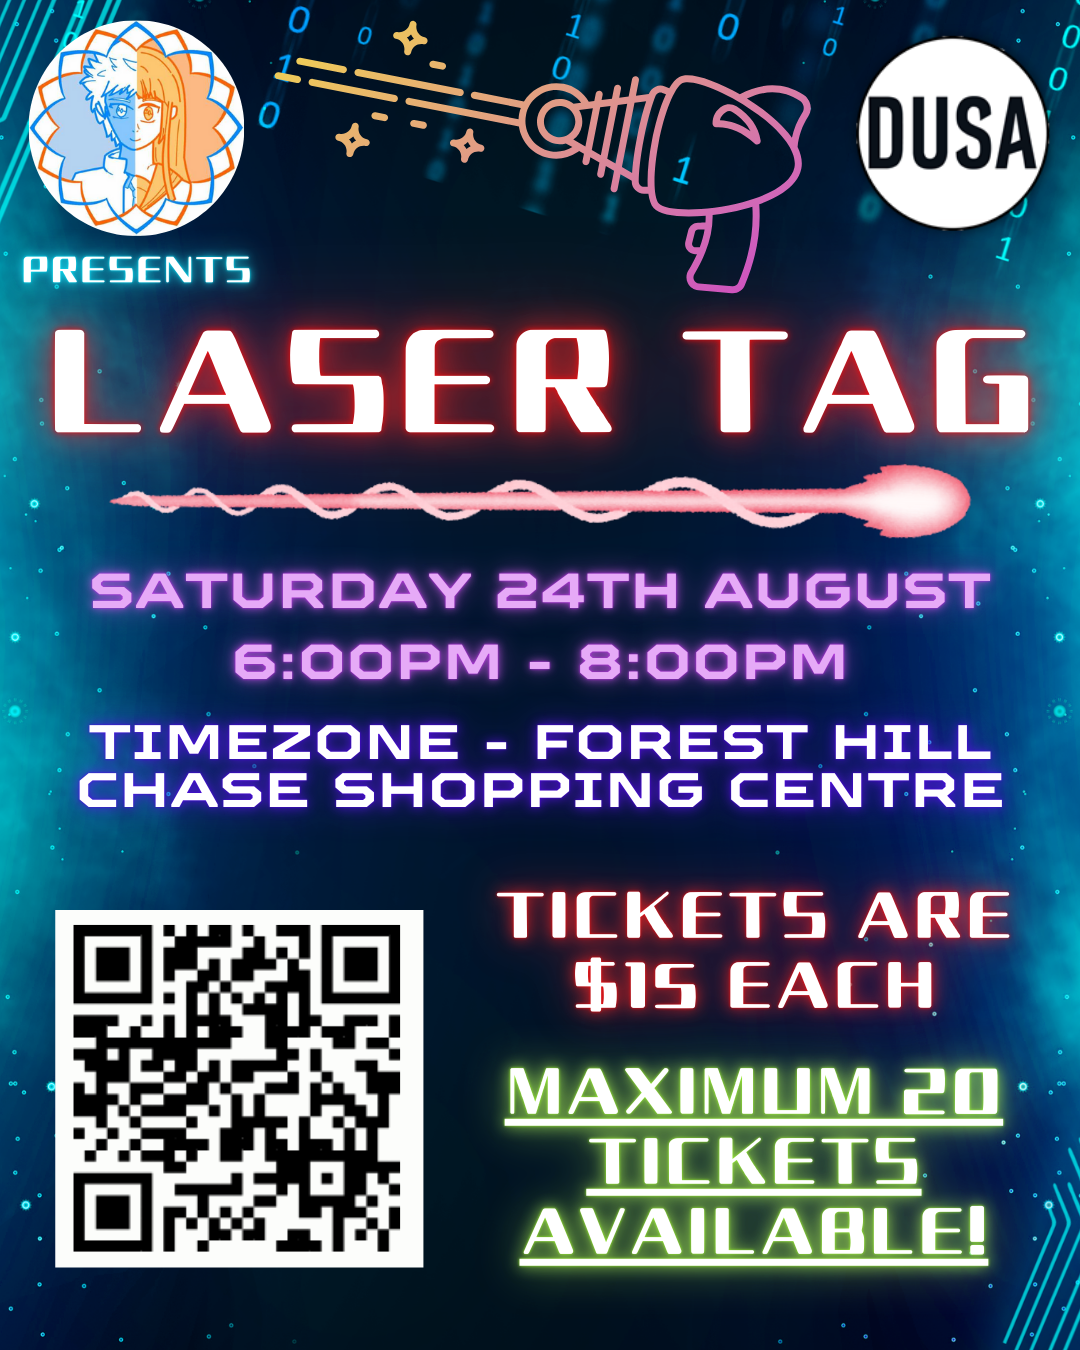 DUSA
PRESENTS
LASER TAG
SATURDAY 24TH AUGUST
6:00PM - 8:00PM
TIMEZONE - FOREST HILL
CHASE SHOPPING CENTRE
TICKETS ARE
$15 EACH
MAXIMUM 20
TICKETS
AVAILABLE!